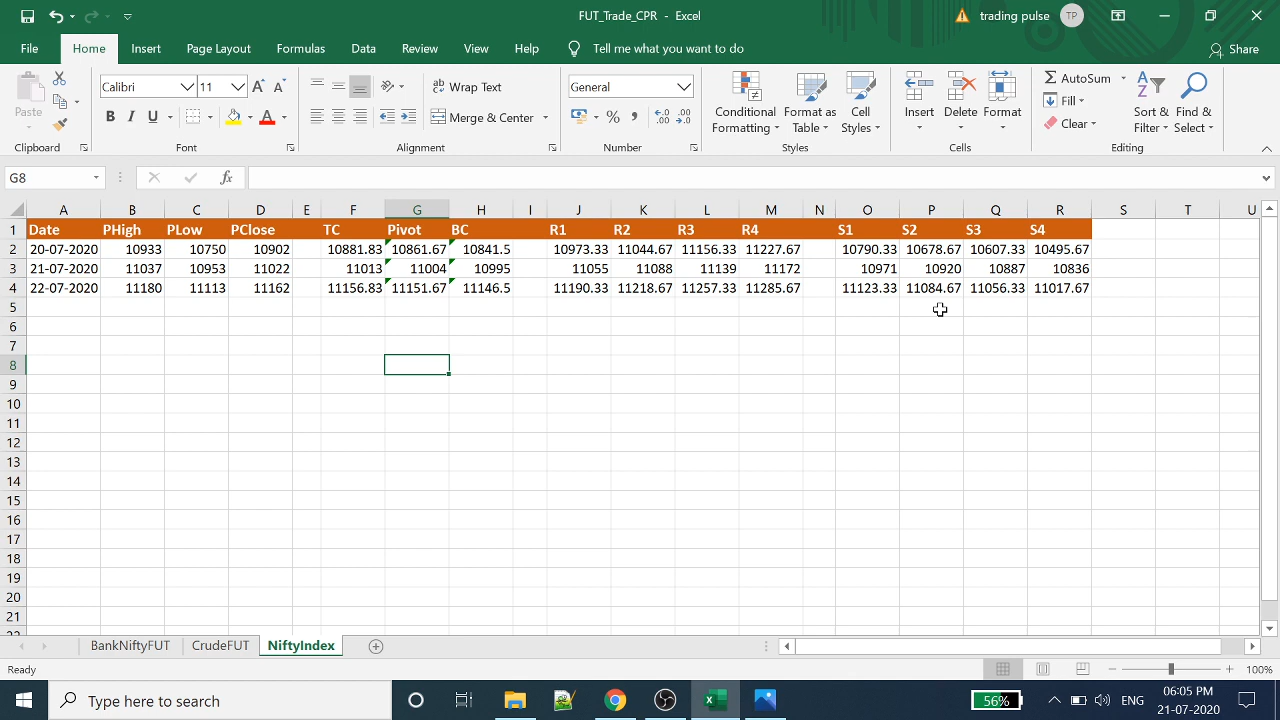 FUT_Trade_CPR - Excel
trading pulse TP
File Home Insert Page Layout Formulas Data Review View Help Tell me what you want to do Share
Paste
Clipboard
Calibri 11
B I U A
Font
Wrap Text
Merge & Center
Alignment
General
% , .00
Number
Conditional Formatting
Format as Table
Cell Styles
Styles
Insert Delete Format
Cells
AutoSum
Fill
Clear
Sort & Filter
Find & Select
Editing
G8 fx
A B C D E F G H I J K L M N O P Q R S T U
1 Date PHigh PLow PClose TC Pivot BC R1 R2 R3 R4 S1 S2 S3 S4
2 20-07-2020 10933 10750 10902 10881.83 10861.67 10841.5 10973.33 11044.67 11156.33 11227.67 10790.33 10678.67 10607.33 10495.67
3 21-07-2020 11037 10953 11022 11013 11004 10995 11055 11088 11139 11172 10971 10920 10887 10836
4 22-07-2020 11180 11113 11162 11156.83 11151.67 11146.5 11190.33 11218.67 11257.33 11285.67 11123.33 11084.67 11056.33 11017.67
5
6
7
8
9
10
11
12
13
14
15
16
17
18
19
20
21
BankNiftyFUT CrudeFUT NiftyIndex
Ready 100%
Type here to search
56% ENG 06:05 PM
21-07-2020